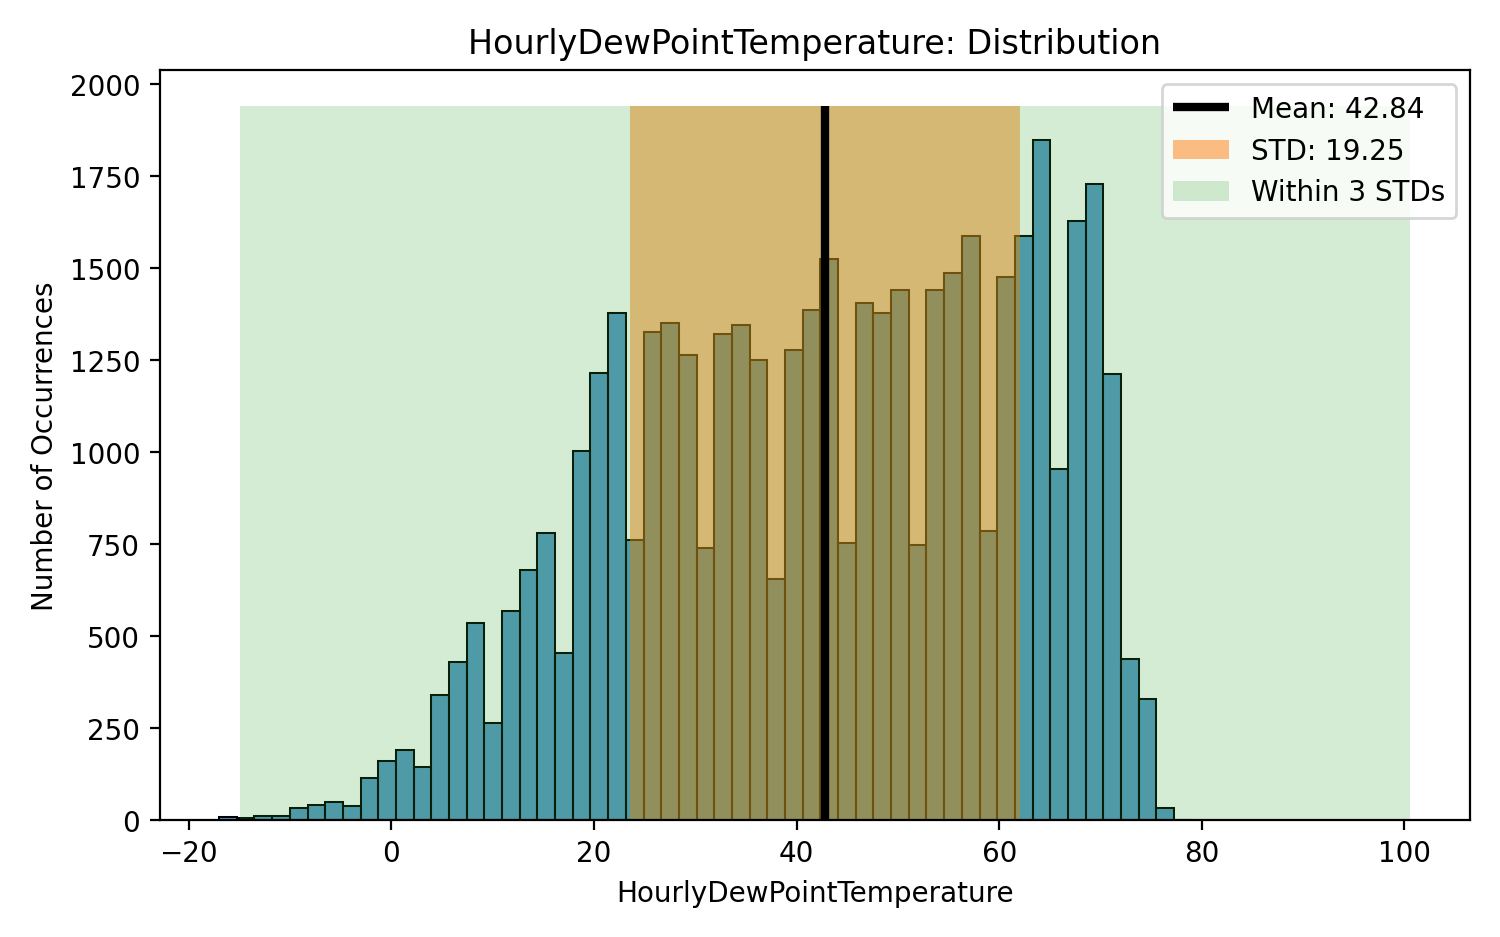 HourlyDewPointTemperature: Distribution
Mean: 42.84
STD: 19.25
Within 3 STDs
2000
1750
1500
1250
1000
750
500
250
0
Number of Occurrences
−20 0 20 40 60 80 100
HourlyDewPointTemperature